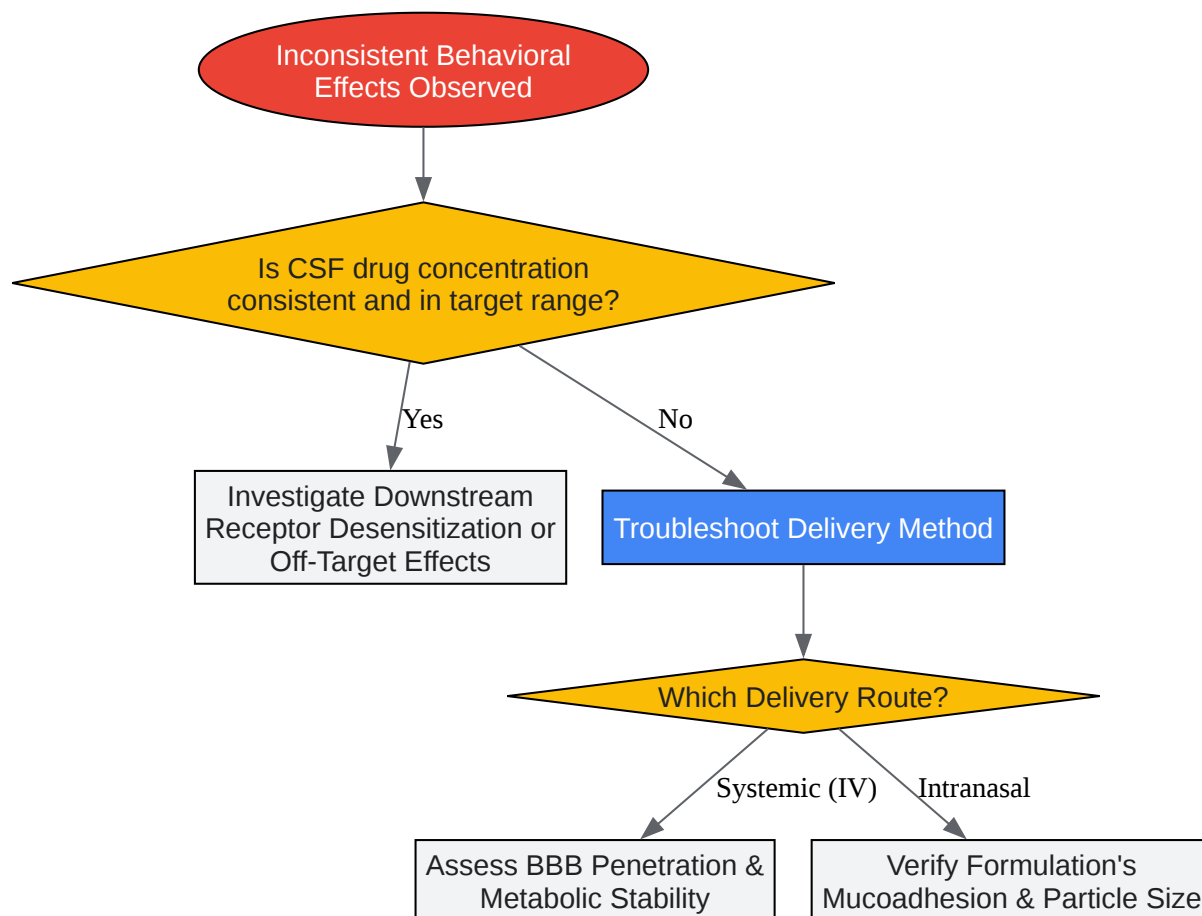 Inconsistent Behavioral
Effects Observed
Is CSF drug concentration
consistent and in target range?
Yes
No
Investigate Downstream
Receptor Desensitization or
Off-Target Effects
Troubleshoot Delivery Method
Which Delivery Route?
Systemic (IV)
Intranasal
Assess BBB Penetration &
Metabolic Stability
Verify Formulation's
Mucoadhesion & Particle Size